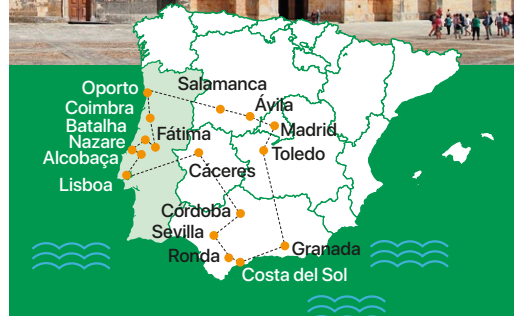 Oporto
Salamanca
Coimbra
Ávila
Batalha
Fátima
Madrid
Nazare
Alcobaça
Toledo
Lisboa
Cáceres
Córdoba
Sevilla
Ronda
Granada
Costa del Sol